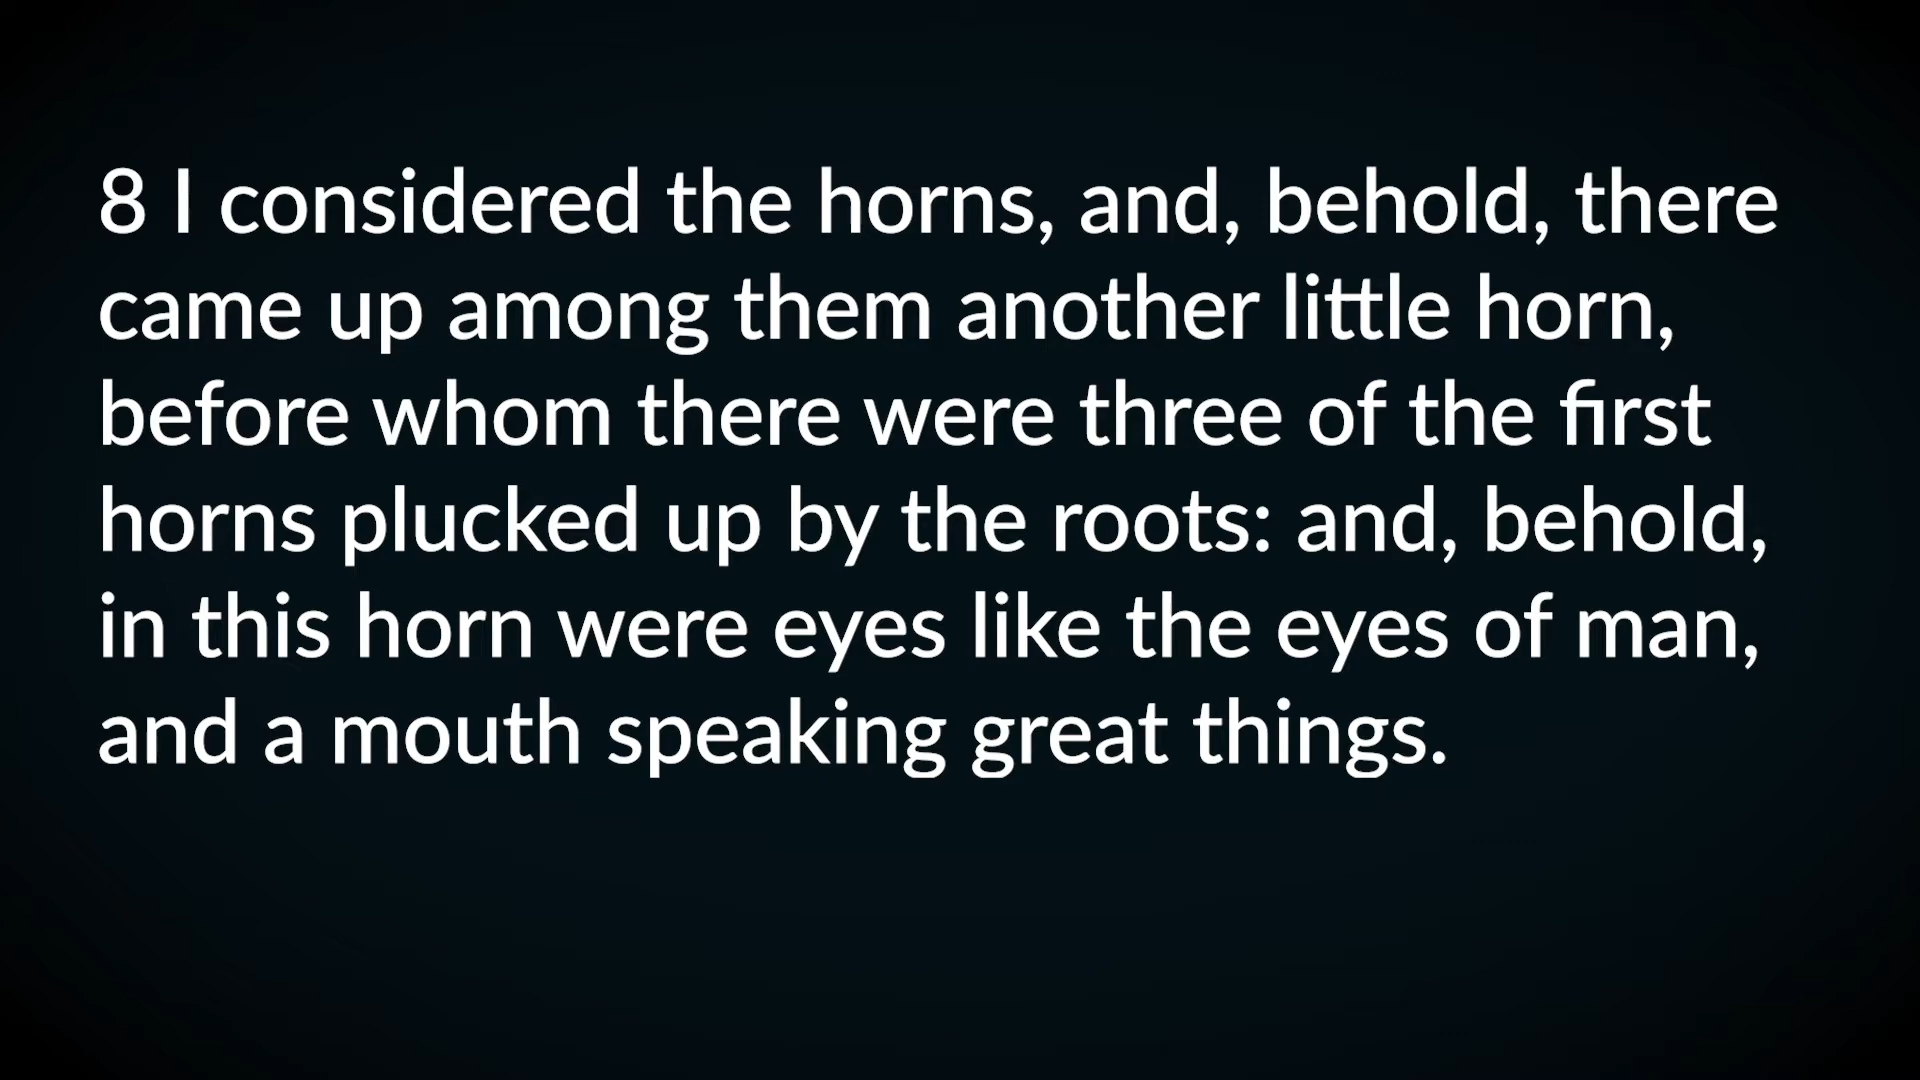 8 I considered the horns, and, behold, there
came up among them another little horn,
before whom there were three of the first
horns plucked up by the roots: and, behold,
in this horn were eyes like the eyes of man,
and a mouth speaking great things.